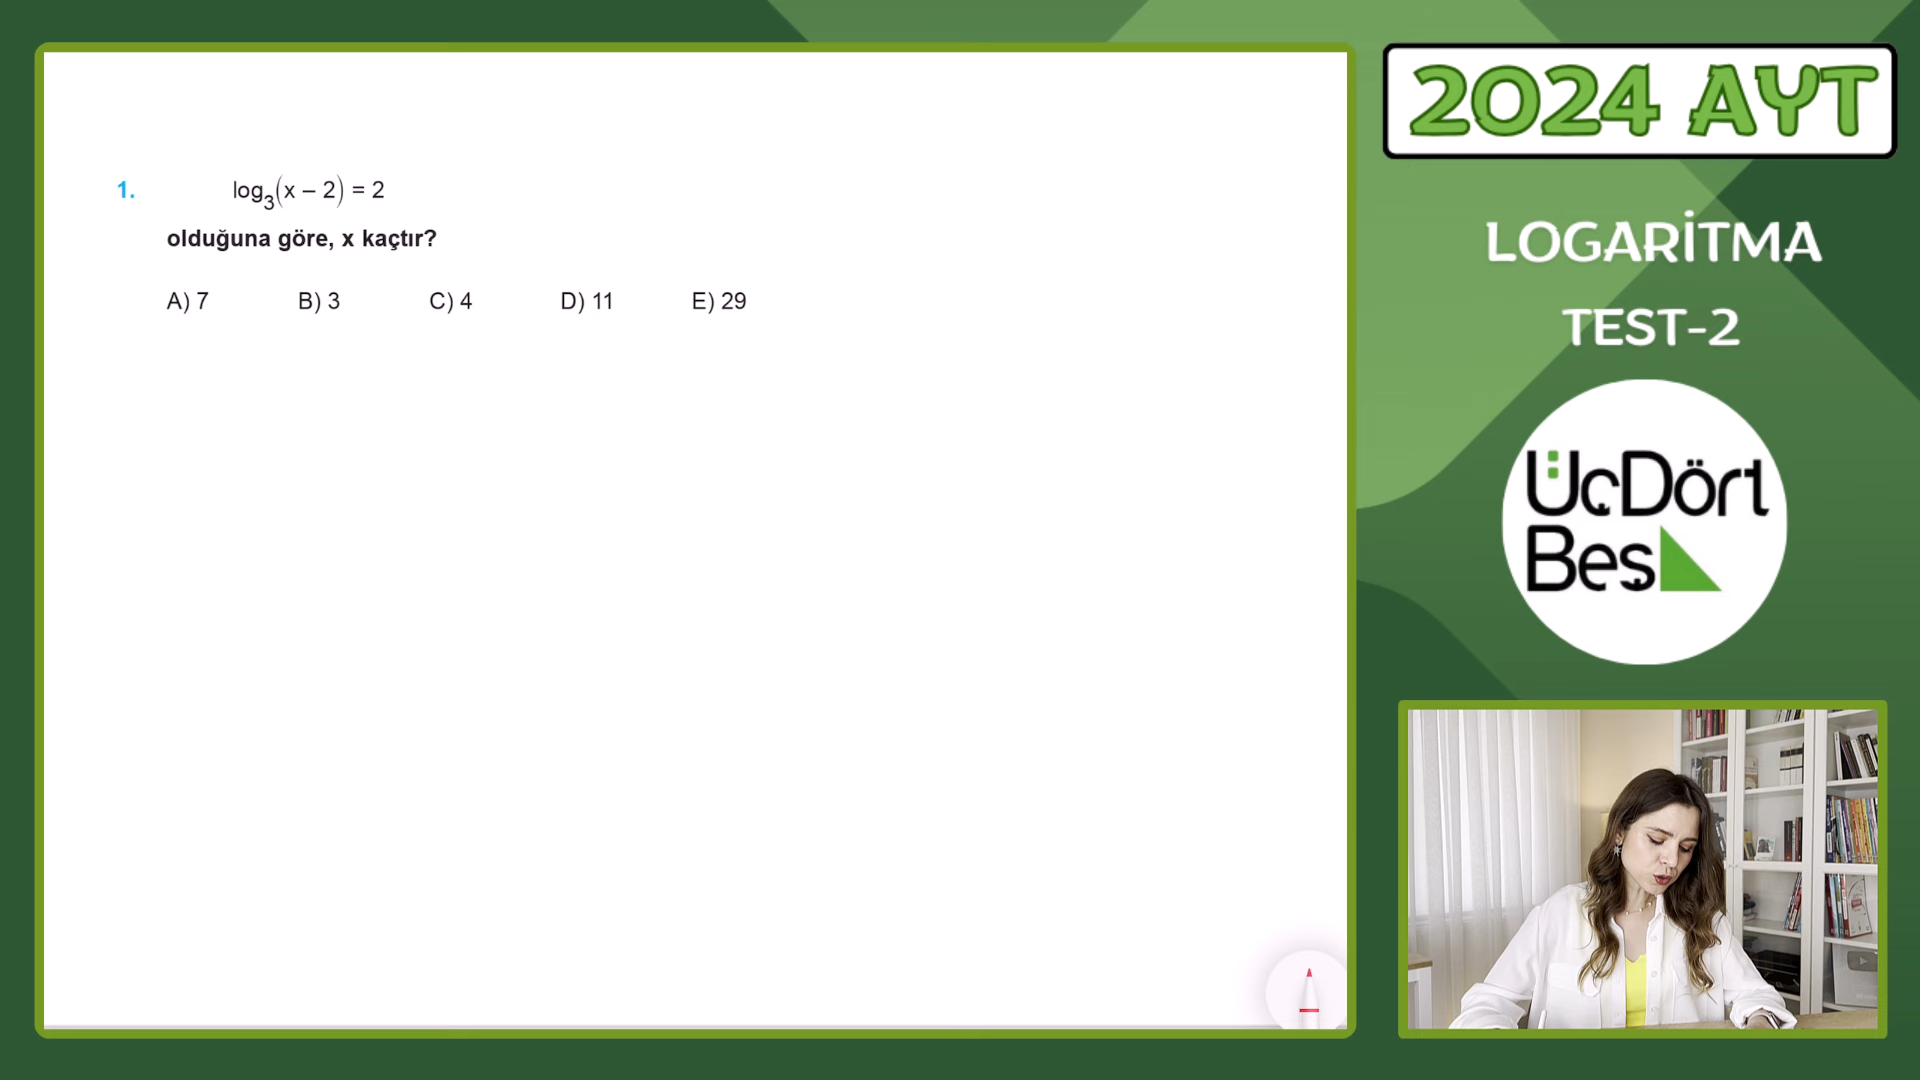 1. log₃(x – 2) = 2
olduğuna göre, x kaçtır?
A) 7 B) 3 C) 4 D) 11 E) 29
2024 AYT
LOGARİTMA
TEST-2
ÜçDört
Beş